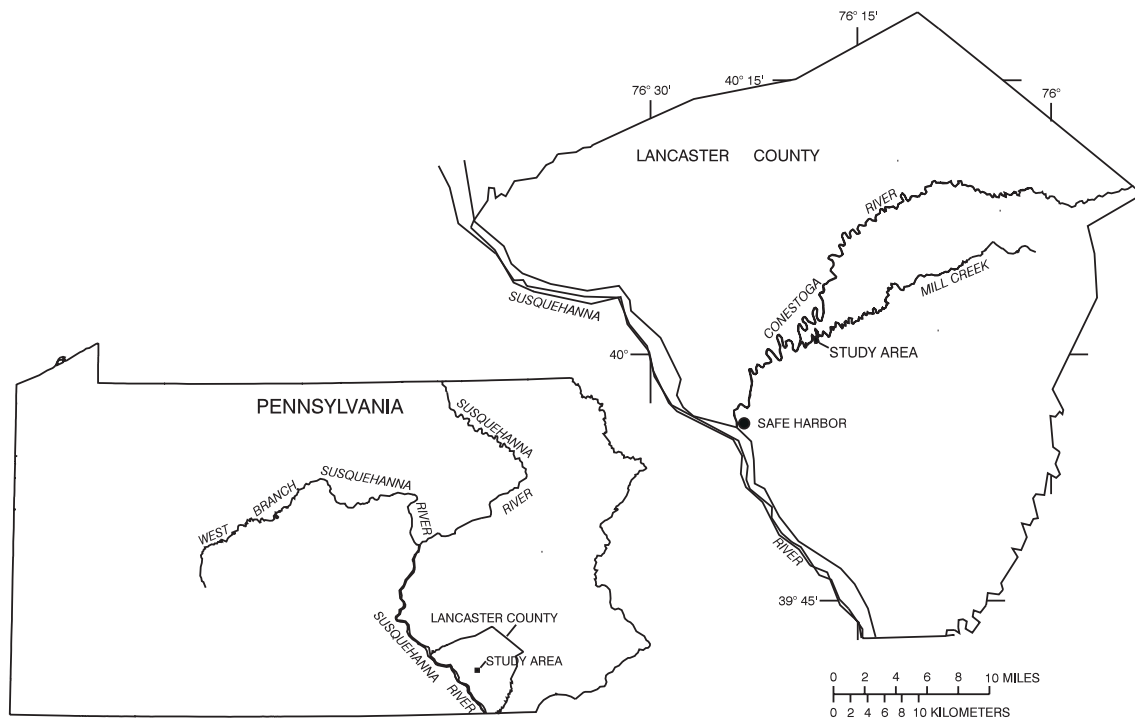 76° 15'
40° 15'
76° 30'
76°
LANCASTER COUNTY
RIVER
CONESTOGA
MILL CREEK
SUSQUEHANNA
STUDY AREA
40°
SAFE HARBOR
RIVER
39° 45'
PENNSYLVANIA
SUSQUEHANNA
RIVER
SUSQUEHANNA
WEST BRANCH
RIVER
LANCASTER COUNTY
SUSQUEHANNA
STUDY AREA
RIVER
0 2 4 6 8 10 MILES
0 2 4 6 8 10 KILOMETERS